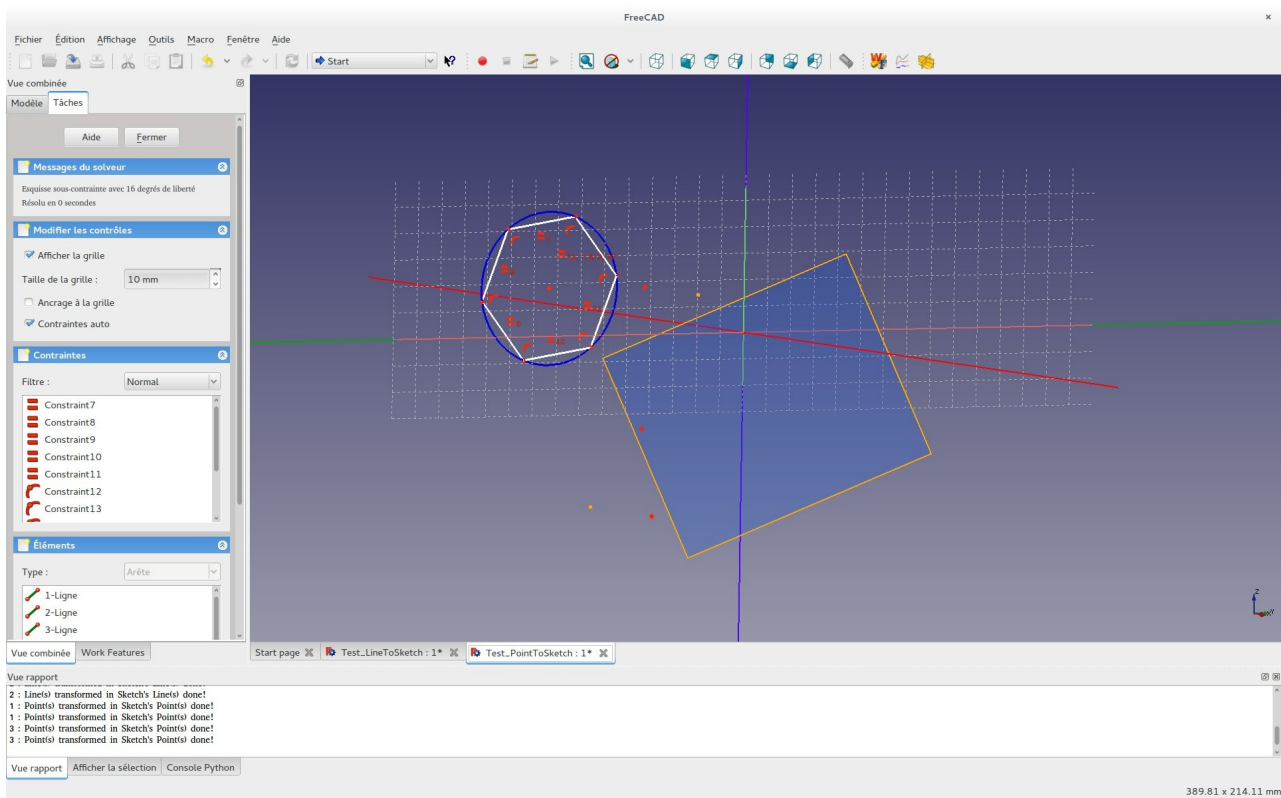 FreeCAD
Fichier Édition Affichage Outils Macro Fenêtre Aide
Start
Vue combinée
Modèle Tâches
Aide Fermer
Messages du solveur
Esquisse sous-contrainte avec 16 degrés de liberté
Résolu en 0 secondes
Modifier les contrôles
Afficher la grille
Taille de la grille : 10 mm
Ancrage à la grille
Contraintes auto
Contraintes
Filtre : Normal
Constraint7
Constraint8
Constraint9
Constraint10
Constraint11
Constraint12
Constraint13
Éléments
Type : Arête
1-Ligne
2-Ligne
3-Ligne
Z
Y
Vue combinée Work Features
Start page Test_LineToSketch : 1* Test_PointToSketch : 1*
Vue rapport
2 : Line(s) transformed in Sketch's Line(s) done!
1 : Point(s) transformed in Sketch's Point(s) done!
1 : Point(s) transformed in Sketch's Point(s) done!
3 : Point(s) transformed in Sketch's Point(s) done!
3 : Point(s) transformed in Sketch's Point(s) done!
Vue rapport Afficher la sélection Console Python
389.81 x 214.11 mm